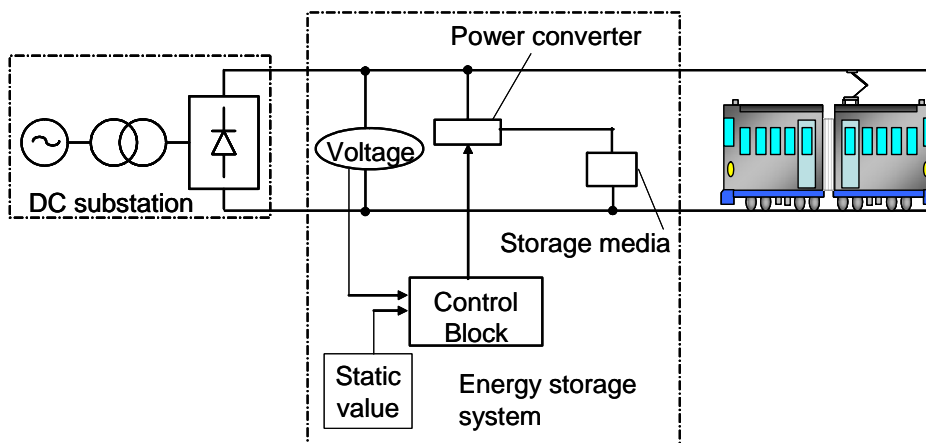 Power converter
Voltage
DC substation
Storage media
Control
Block
Static
value
Energy storage
system